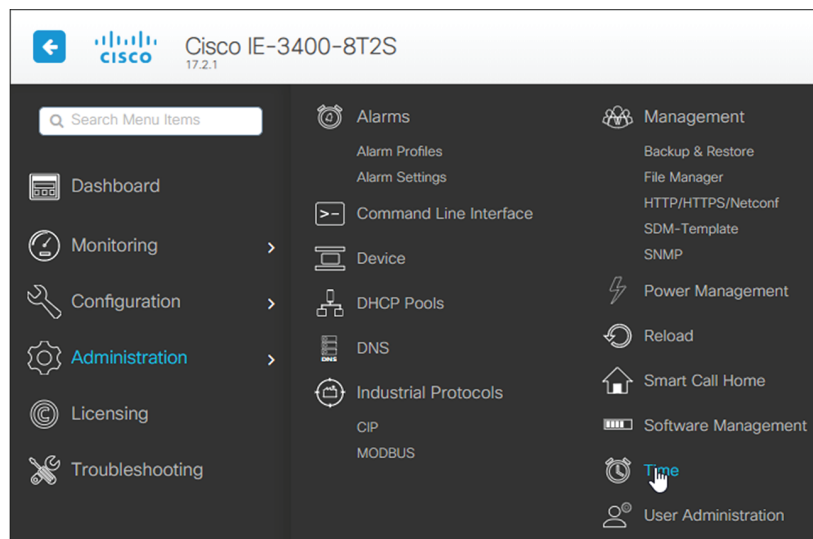 CISCO
Cisco IE-3400-8T2S
17.2.1
Search Menu Items
Dashboard
Monitoring
Configuration
Administration
Licensing
Troubleshooting
Alarms
Alarm Profiles
Alarm Settings
Command Line Interface
Device
DHCP Pools
DNS
DNS
Industrial Protocols
CIP
MODBUS
Management
Backup & Restore
File Manager
HTTP/HTTPS/Netconf
SDM-Template
SNMP
Power Management
Reload
Smart Call Home
Software Management
Time
User Administration